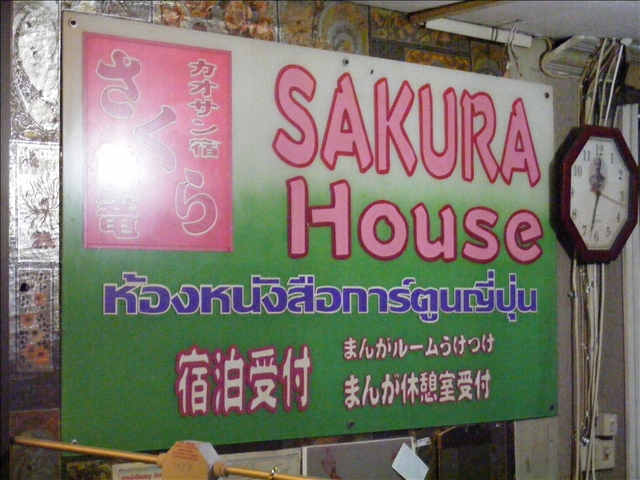 カオサン宿
さくら
SAKURA
House
ห้องหนังสือการ์ตูนญี่ปุ่น
宿泊受付
まんがルームうけつけ
まんが休憩室受付